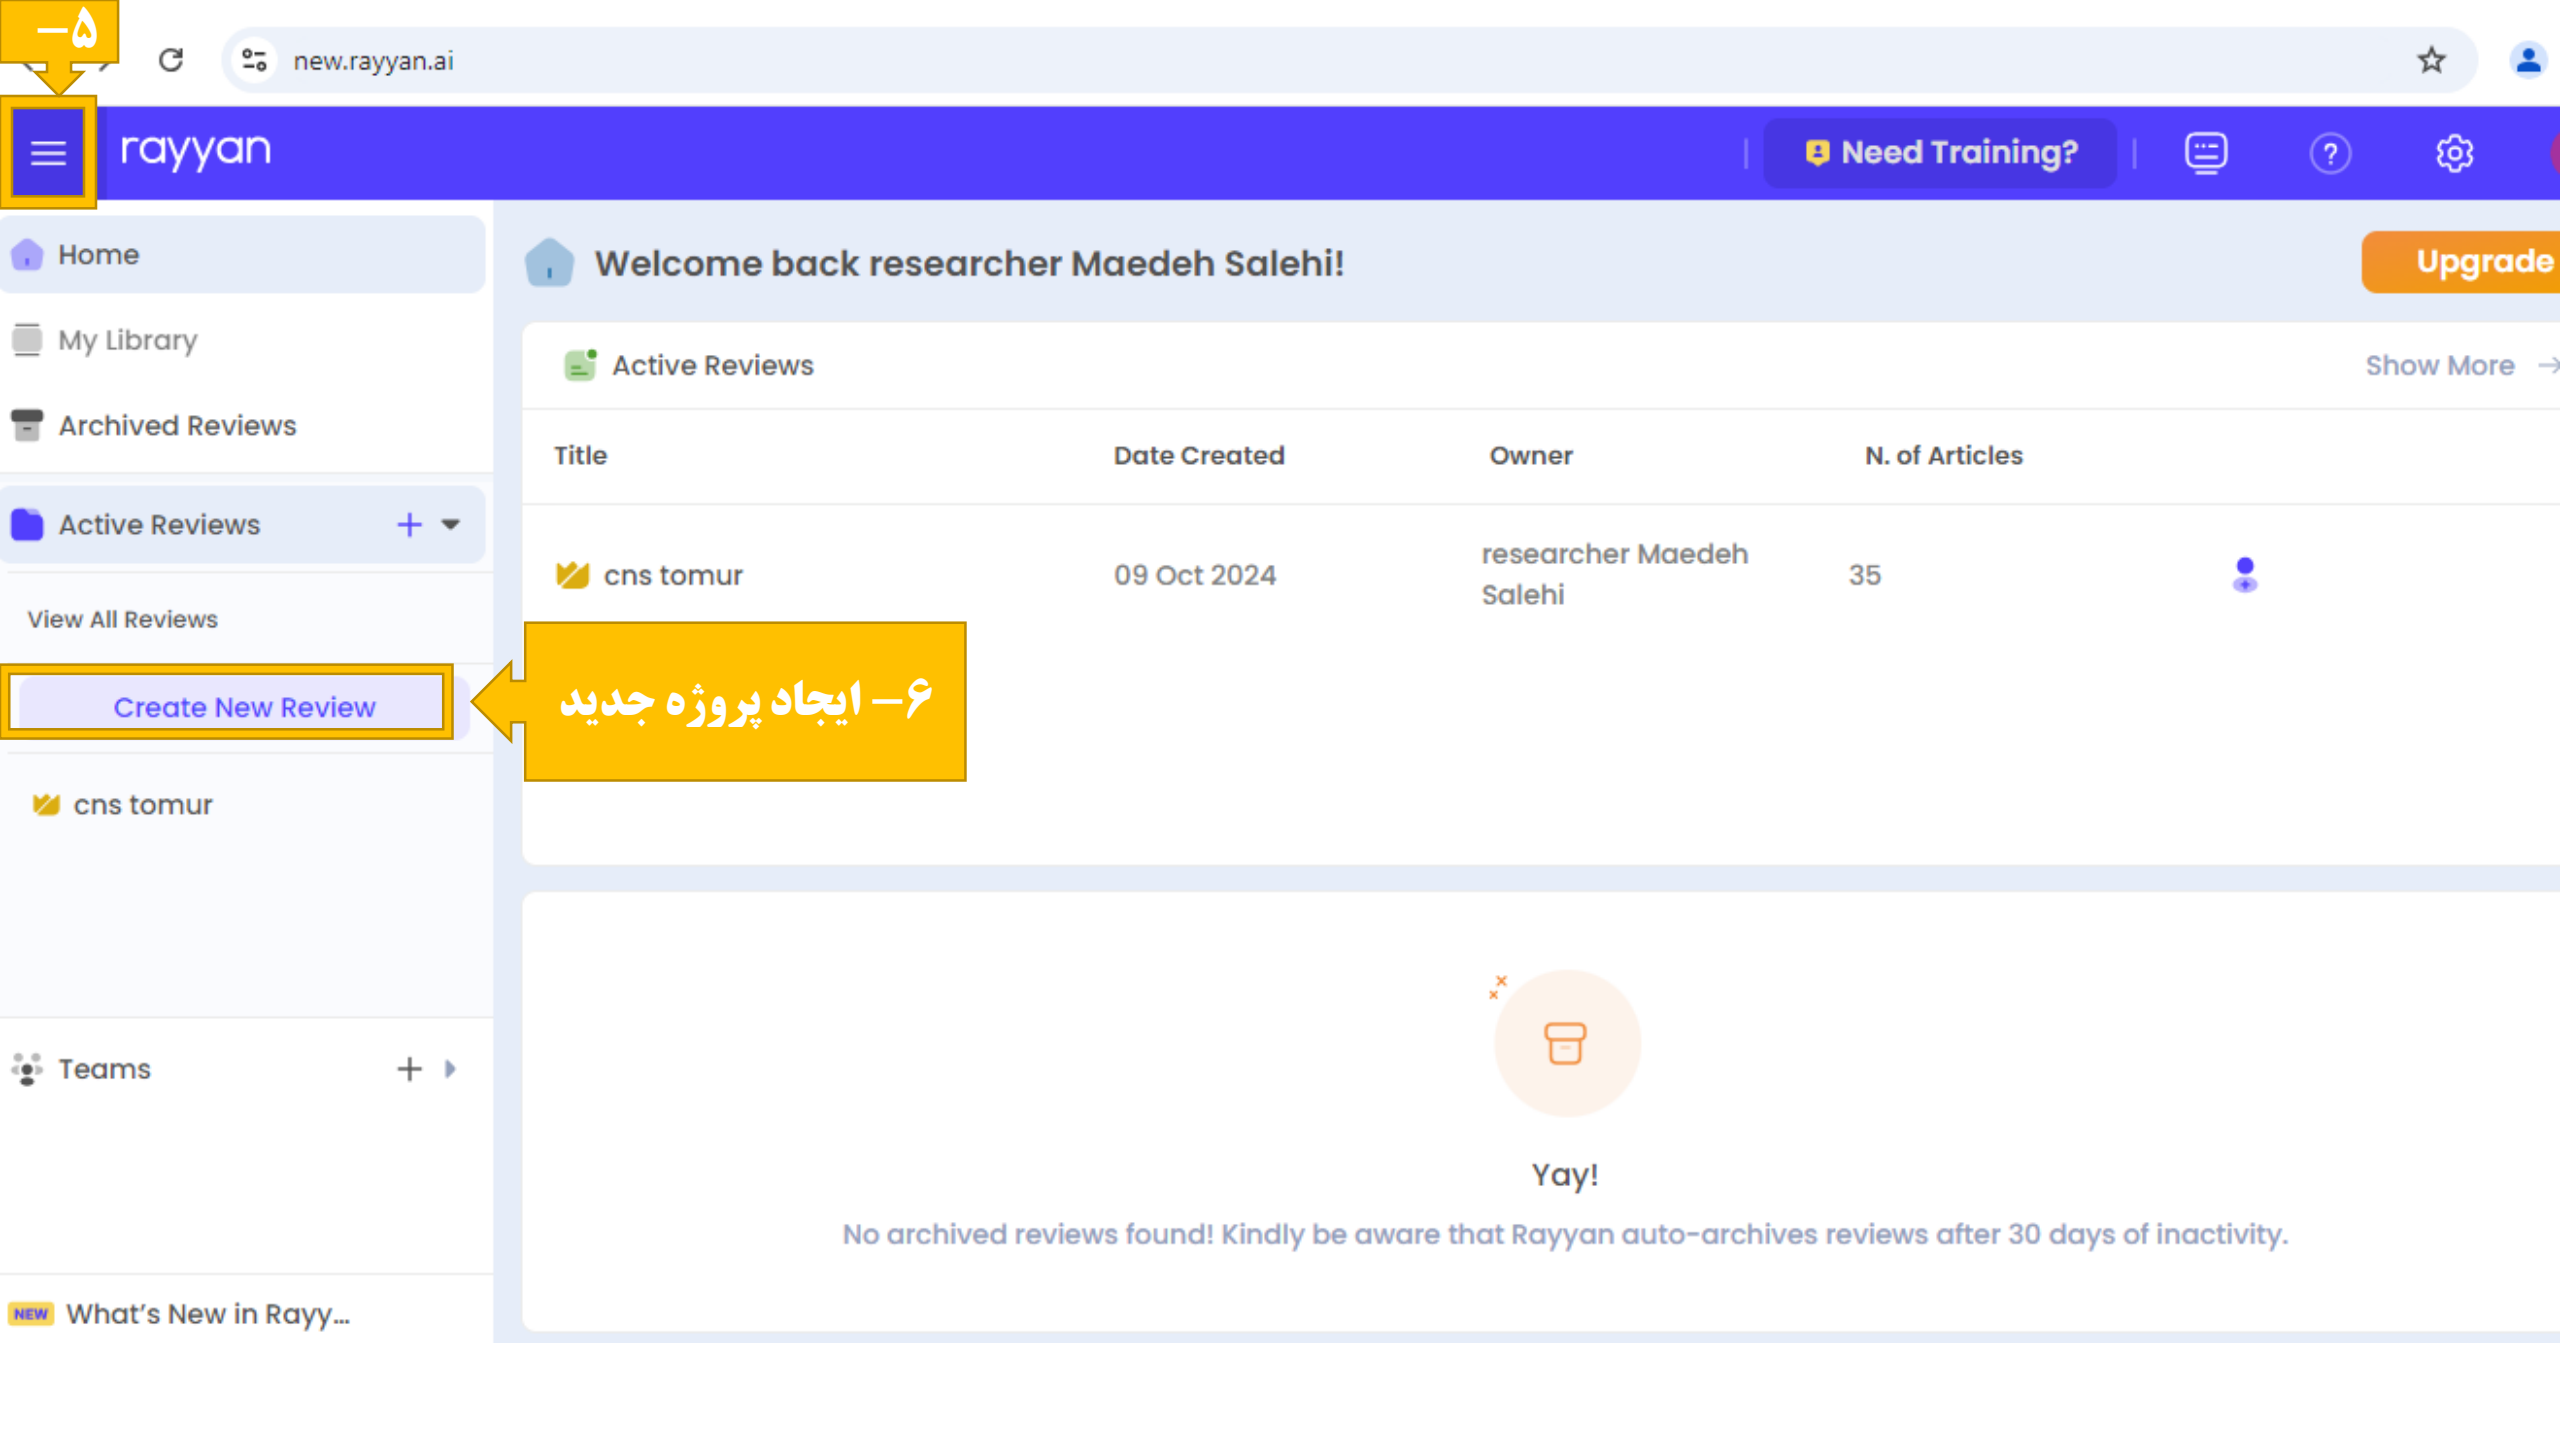 ۵–
new.rayyan.ai
rayyan
Need Training?
Home
Welcome back researcher Maedeh Salehi!
Upgrade
My Library
Active Reviews
Show More
Archived Reviews
Title
Date Created
Owner
N. of Articles
Active Reviews
cns tomur
09 Oct 2024
researcher Maedeh
Salehi
35
View All Reviews
Create New Review
۶– ایجاد پروژه جدید
cns tomur
Teams
Yay!
No archived reviews found! Kindly be aware that Rayyan auto-archives reviews after 30 days of inactivity.
NEW What's New in Rayy...